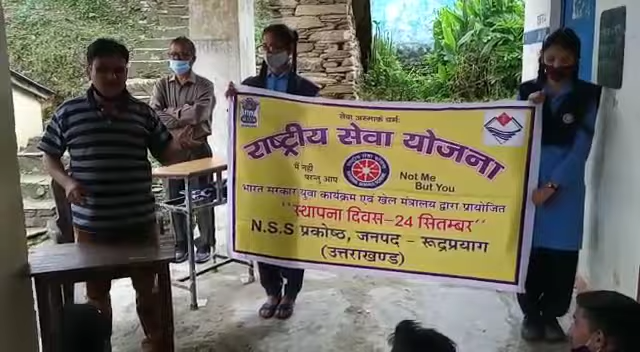 सेवा अस्माकं धर्मः
राष्ट्रीय सेवा योजना
मैं नहीं
परन्तु आप
Not Me
But You
भारत सरकार युवा कार्यक्रम एवं खेल मंत्रालय द्वारा प्रायोजित
"स्थापना दिवस-24 सितम्बर"
N.S.S प्रकोष्ठ, जनपद - रूद्रप्रयाग
(उत्तराखण्ड)